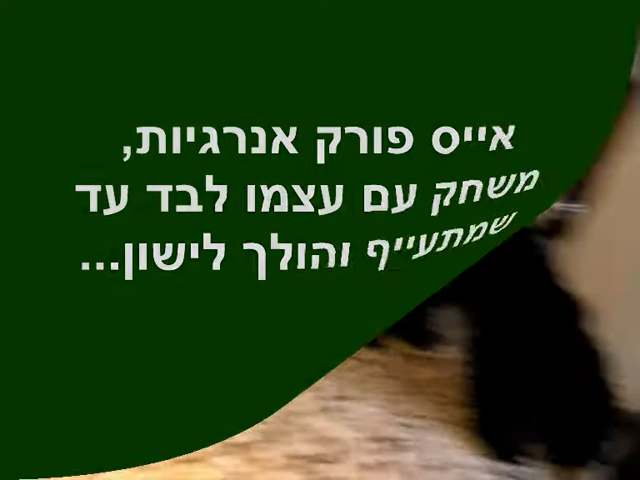 אייס פורק אנרגיות,
משחק עם עצמו לבד עד
שמתעייף והולך לישון...